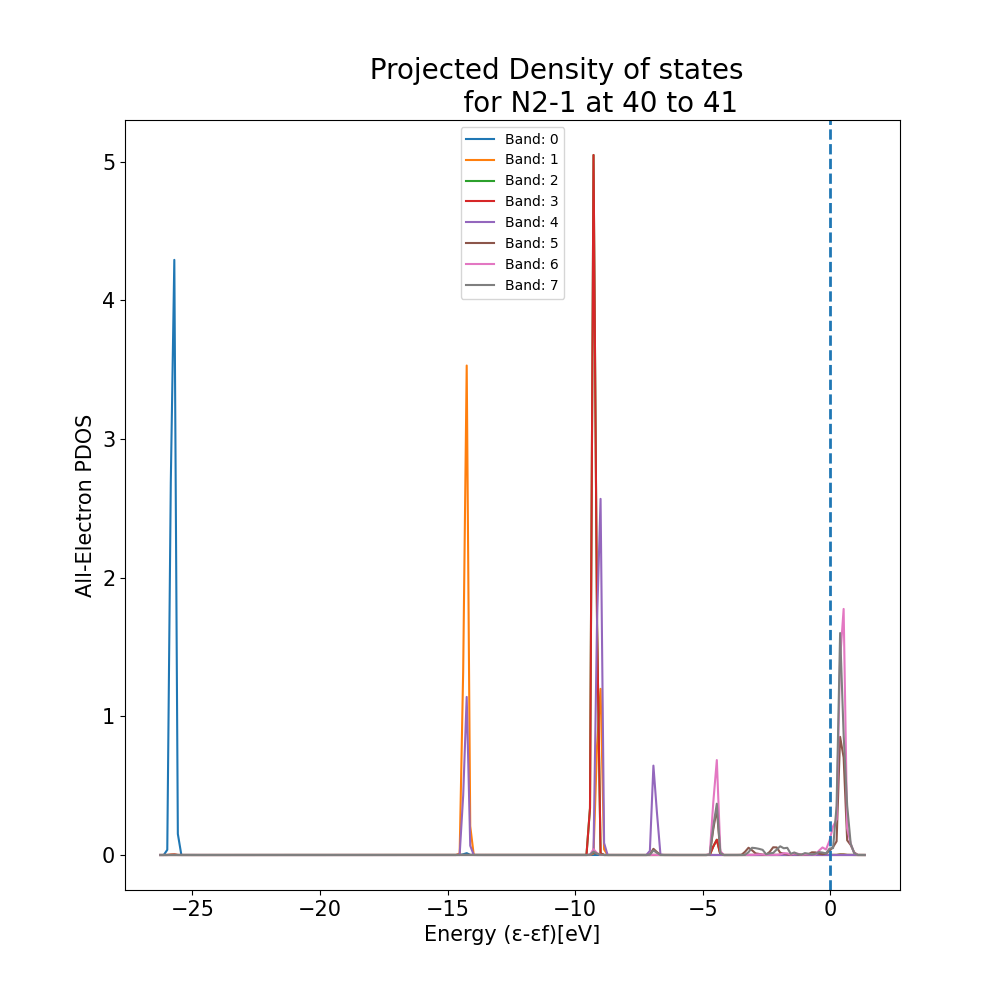 Projected Density of states
for N2-1 at 40 to 41
Band: 0
Band: 1
Band: 2
Band: 3
Band: 4
Band: 5
Band: 6
Band: 7
5
4
3
2
1
0
All-Electron PDOS
−25
−20
−15
−10
−5
0
Energy (ε-εf)[eV]